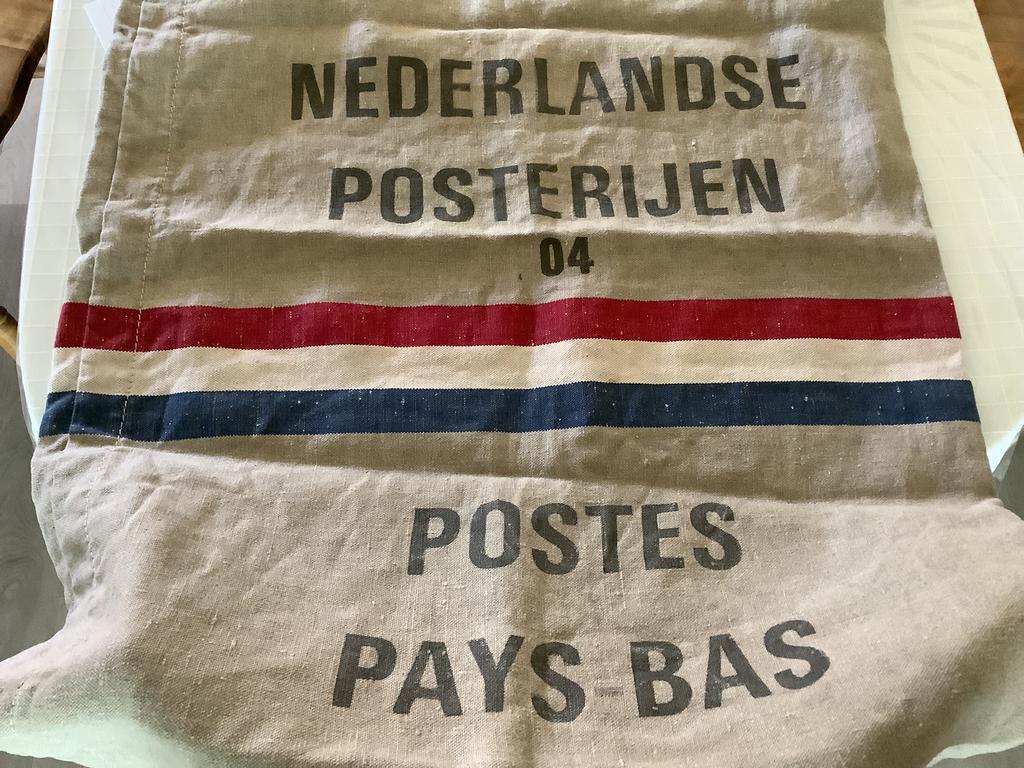 NEDERLANDSE
POSTERIJEN
04
POSTES
PAYS-BAS